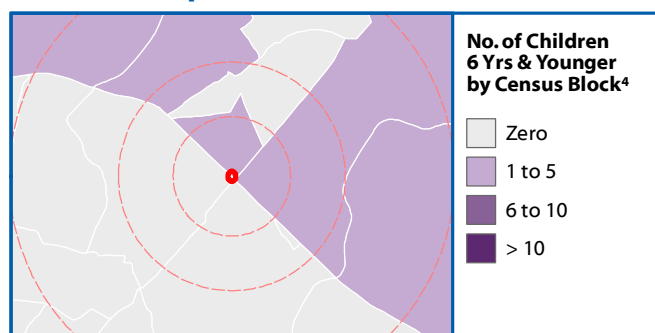 No. of Children
6 Yrs & Younger
by Census Block⁴
Zero
1 to 5
6 to 10
> 10